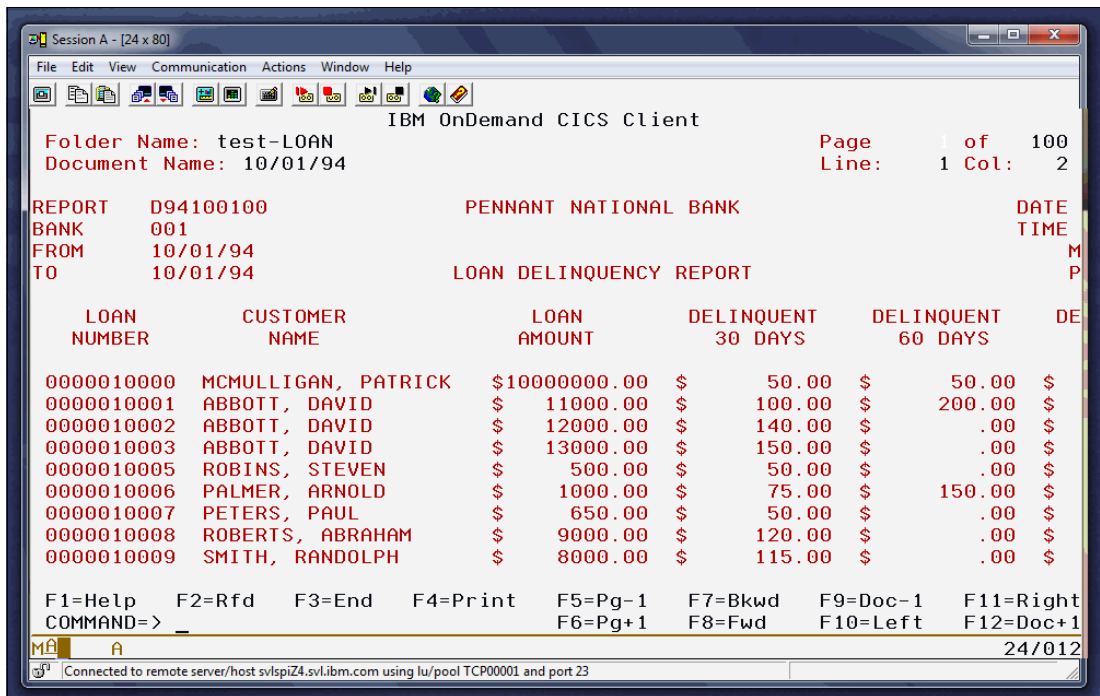 Session A - [24 x 80]
File Edit View Communication Actions Window Help
IBM OnDemand CICS Client
Folder Name: test-LOAN Page 1 of 100
Document Name: 10/01/94 Line: 1 Col: 2
REPORT D94100100 PENNANT NATIONAL BANK DATE
BANK 001 TIME
FROM 10/01/94 M
TO 10/01/94 LOAN DELINQUENCY REPORT P
LOAN CUSTOMER LOAN DELINQUENT DELINQUENT DE
NUMBER NAME AMOUNT 30 DAYS 60 DAYS
0000010000 MCMULLIGAN, PATRICK $10000000.00 $ 50.00 $ 50.00 $
0000010001 ABBOTT, DAVID $ 11000.00 $ 100.00 $ 200.00 $
0000010002 ABBOTT, DAVID $ 12000.00 $ 140.00 $ .00 $
0000010003 ABBOTT, DAVID $ 13000.00 $ 150.00 $ .00 $
0000010005 ROBINS, STEVEN $ 500.00 $ 50.00 $ .00 $
0000010006 PALMER, ARNOLD $ 1000.00 $ 75.00 $ 150.00 $
0000010007 PETERS, PAUL $ 650.00 $ 50.00 $ .00 $
0000010008 ROBERTS, ABRAHAM $ 9000.00 $ 120.00 $ .00 $
0000010009 SMITH, RANDOLPH $ 8000.00 $ 115.00 $ .00 $
F1=Help F2=Rfd F3=End F4=Print F5=Pg-1 F7=Bkwd F9=Doc-1 F11=Right
COMMAND=> _ F6=Pg+1 F8=Fwd F10=Left F12=Doc+1
MA A 24/012
Connected to remote server/host svlspiZ4.svl.ibm.com using lu/pool TCP00001 and port 23